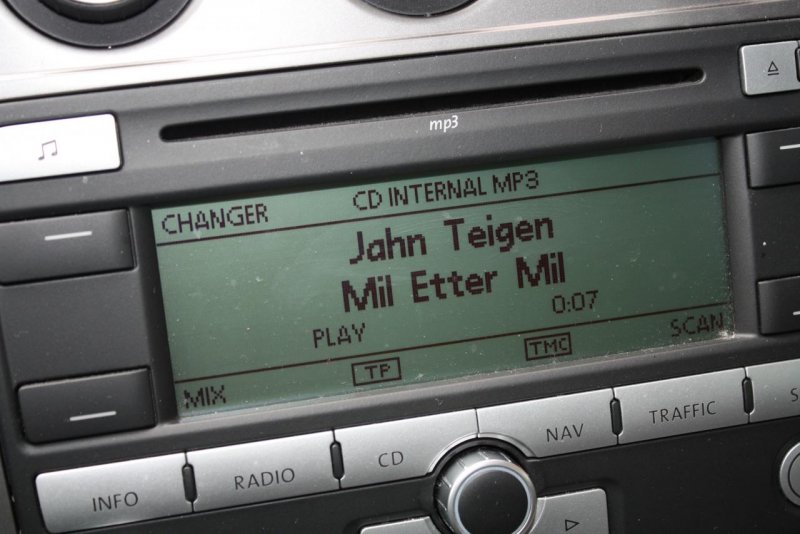 mp3
CHANGER
CD INTERNAL MP3
Jahn Teigen
Mil Etter Mil
0:07
PLAY
SCAN
MIX
TP
TMC
INFO
RADIO
CD
NAV
TRAFFIC